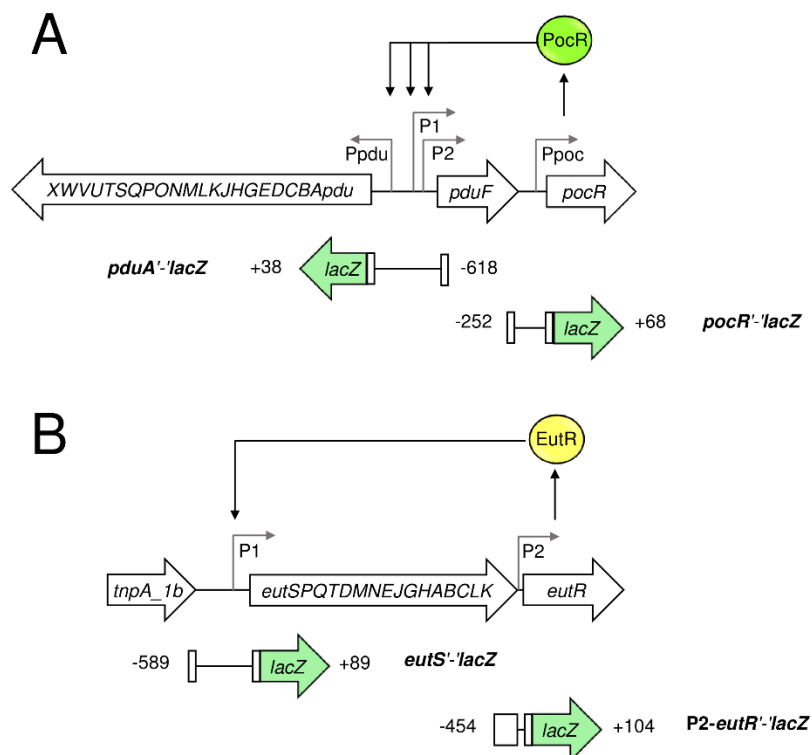 A
PocR
P1
Ppdu
P2
Ppoc
XWVUTSQPONMLKJHGEDCBApdu
pduF
pocR
pduA'-'lacZ
+38
lacZ
-618
-252
lacZ
+68
pocR'-'lacZ
B
EutR
P1
P2
tnpA_1b
eutSPQTDMNEJGHABCLK
eutR
-589
lacZ
+89
eutS'-'lacZ
-454
lacZ
+104
P2-eutR'-'lacZ